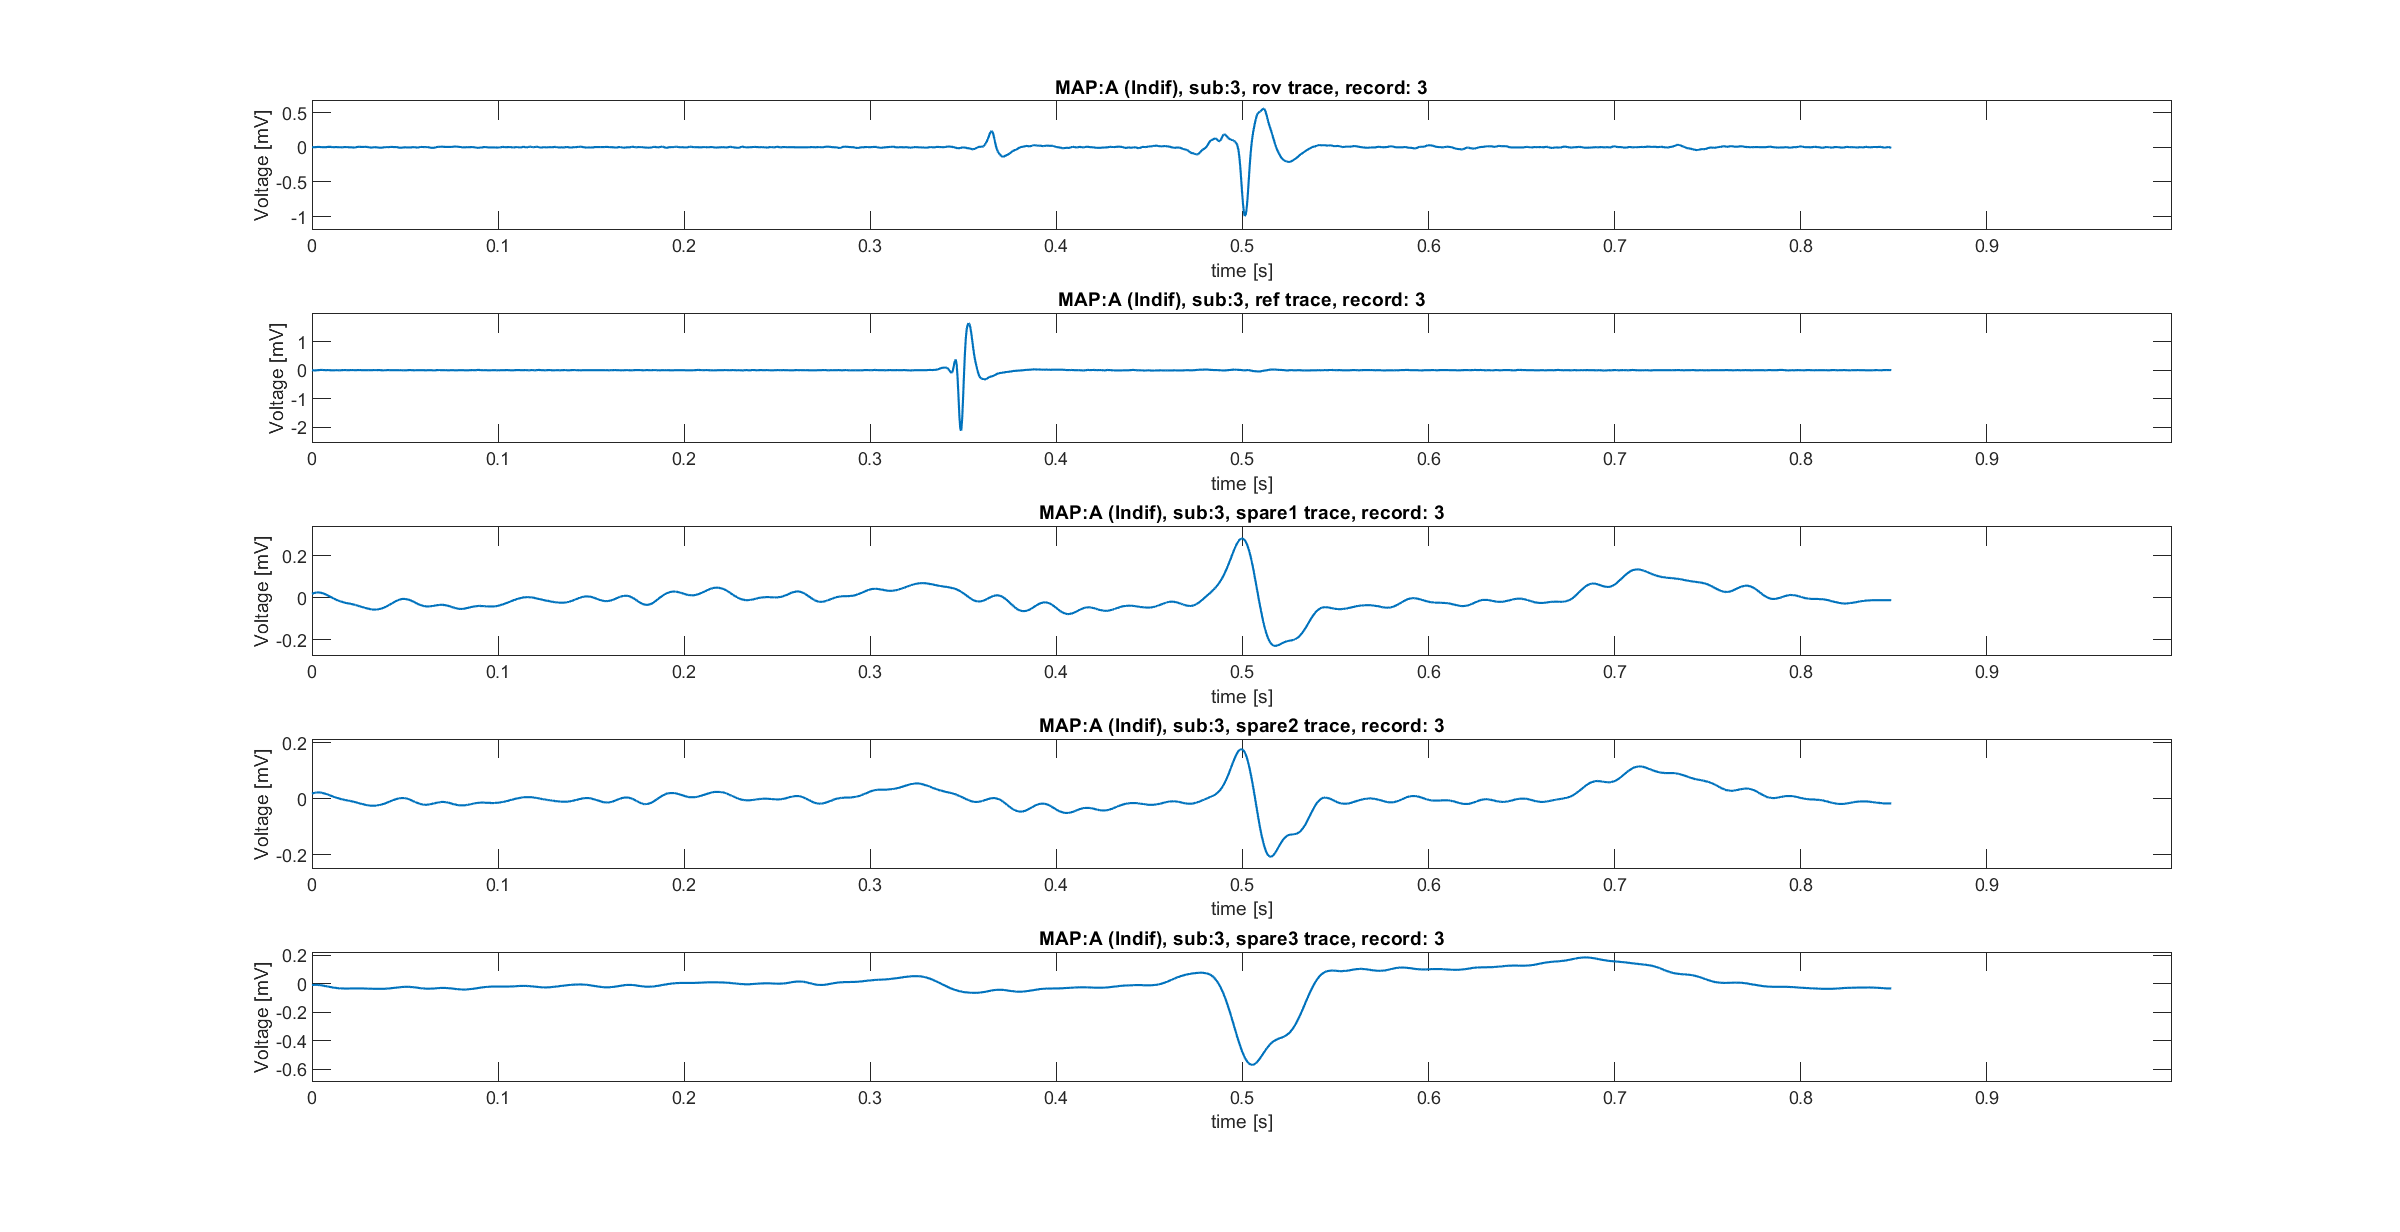 MAP:A (Indif), sub:3, rov trace, record: 3
Voltage [mV]
0.5
0
-0.5
-1
0 0.1 0.2 0.3 0.4 0.5 0.6 0.7 0.8 0.9
time [s]
MAP:A (Indif), sub:3, ref trace, record: 3
Voltage [mV]
1
0
-1
-2
0 0.1 0.2 0.3 0.4 0.5 0.6 0.7 0.8 0.9
time [s]
MAP:A (Indif), sub:3, spare1 trace, record: 3
Voltage [mV]
0.2
0
-0.2
0 0.1 0.2 0.3 0.4 0.5 0.6 0.7 0.8 0.9
time [s]
MAP:A (Indif), sub:3, spare2 trace, record: 3
Voltage [mV]
0.2
0
-0.2
0 0.1 0.2 0.3 0.4 0.5 0.6 0.7 0.8 0.9
time [s]
MAP:A (Indif), sub:3, spare3 trace, record: 3
Voltage [mV]
0.2
0
-0.2
-0.4
-0.6
0 0.1 0.2 0.3 0.4 0.5 0.6 0.7 0.8 0.9
time [s]